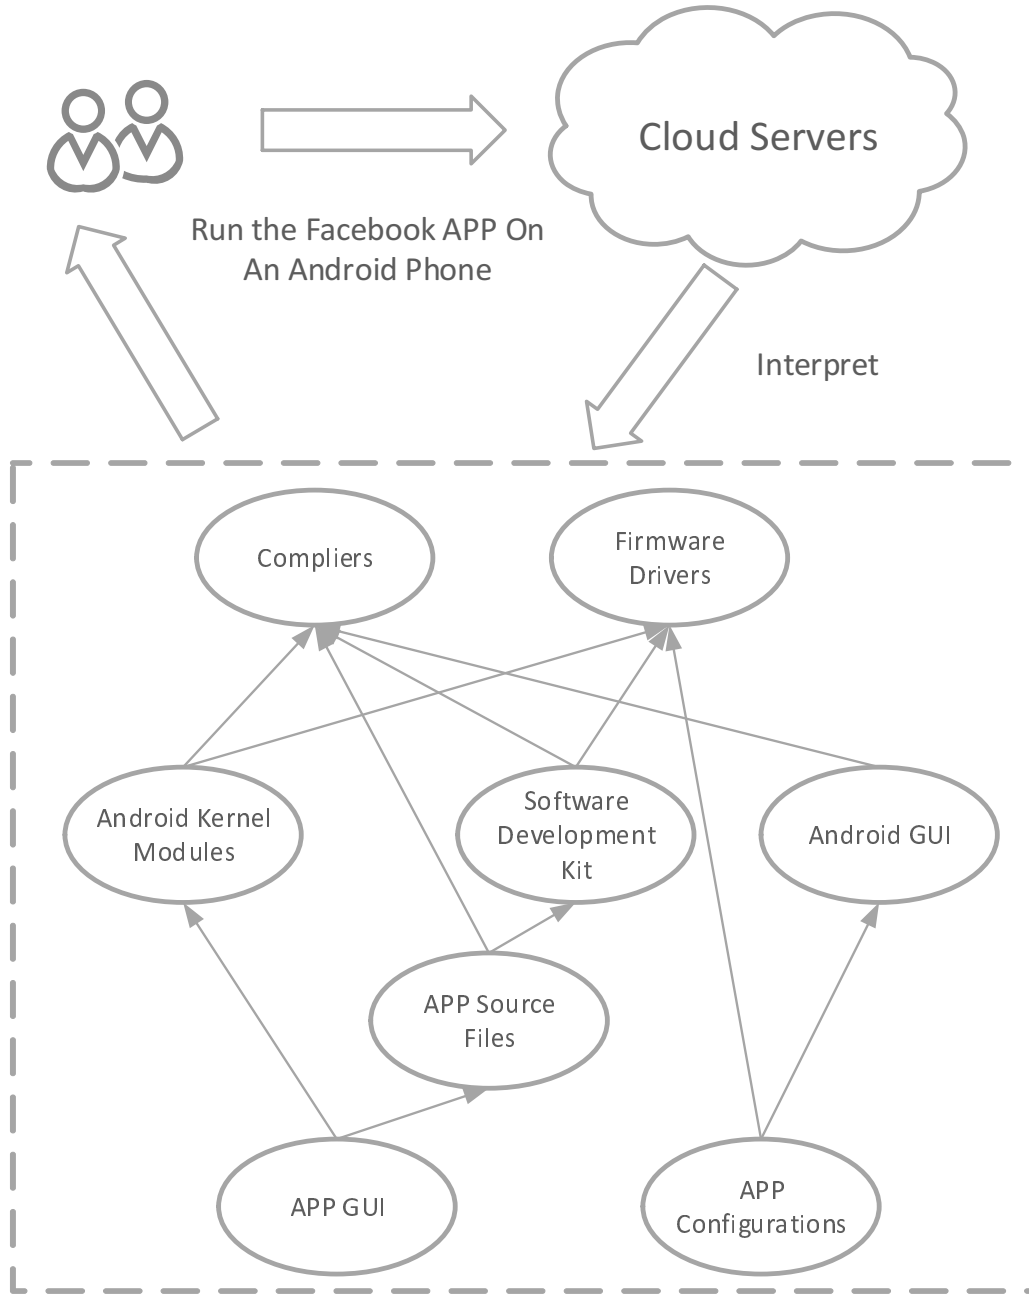 Cloud Servers
Run the Facebook APP On
An Android Phone
Interpret
Compliers
Firmware
Drivers
Android Kernel
Modules
Software
Development
Kit
Android GUI
APP Source
Files
APP GUI
APP
Configurations